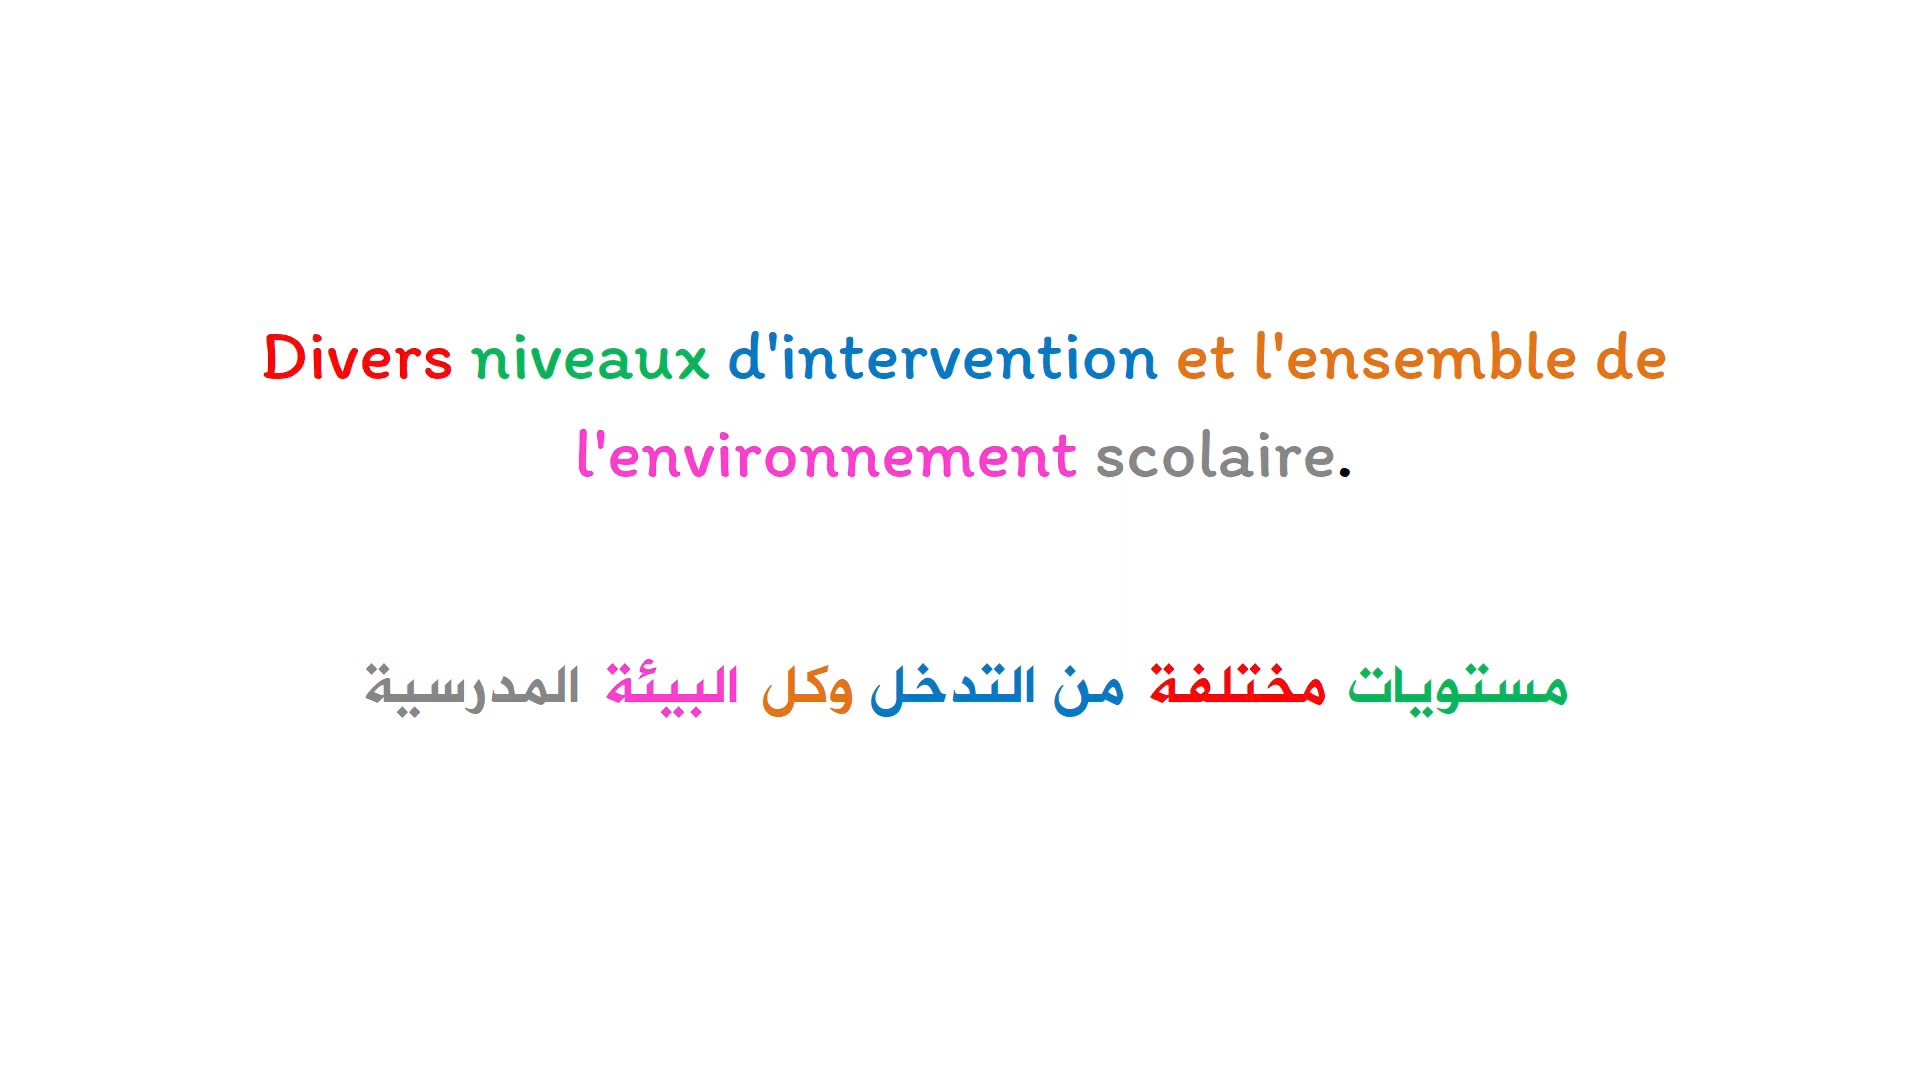 Divers niveaux d'intervention et l'ensemble de
l'environnement scolaire.
مستويات مختلفة من التدخل وكل البيئة المدرسية